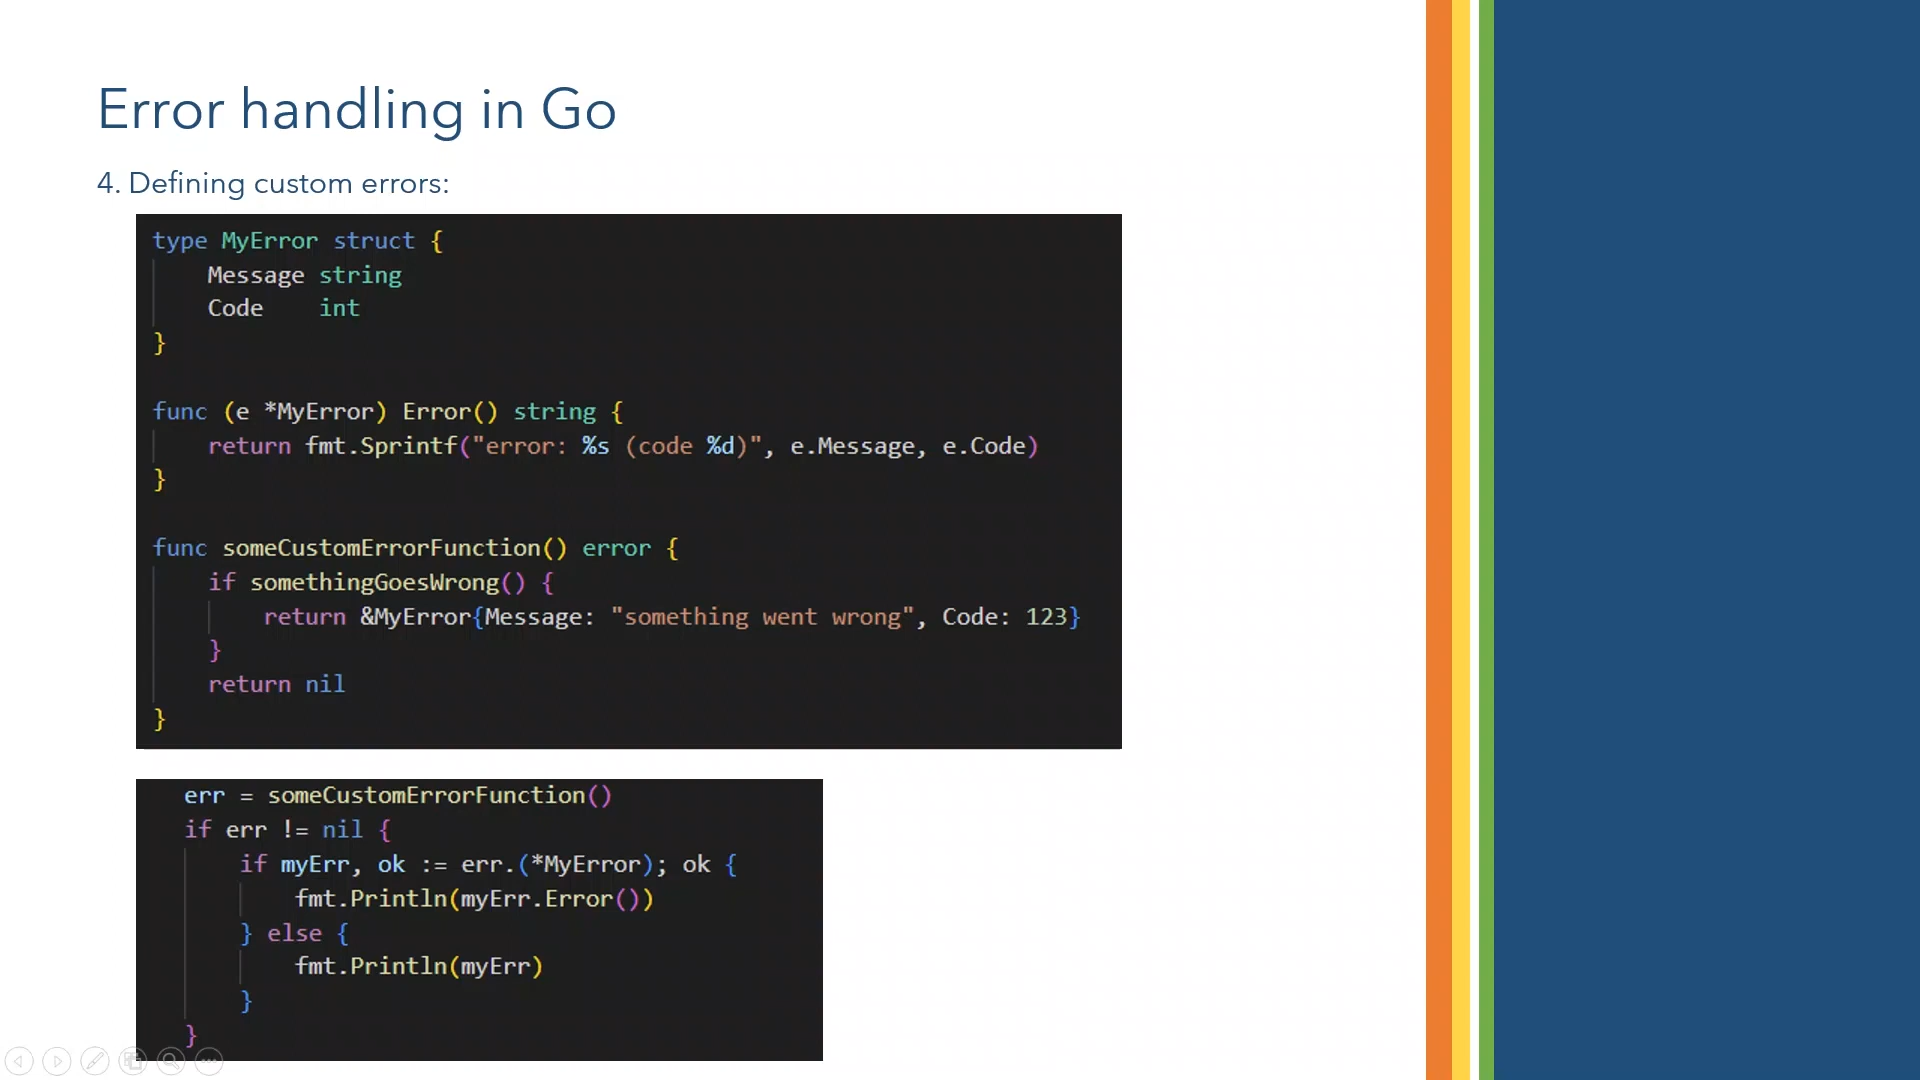 Error handling in Go
4. Defining custom errors:
type MyError struct {
    Message string
    Code    int
}
func (e *MyError) Error() string {
    return fmt.Sprintf("error: %s (code %d)", e.Message, e.Code)
}
func someCustomErrorFunction() error {
    if somethingGoesWrong() {
        return &MyError{Message: "something went wrong", Code: 123}
    }
    return nil
}
err = someCustomErrorFunction()
if err != nil {
    if myErr, ok := err.(*MyError); ok {
        fmt.Println(myErr.Error())
    } else {
        fmt.Println(myErr)
    }
}